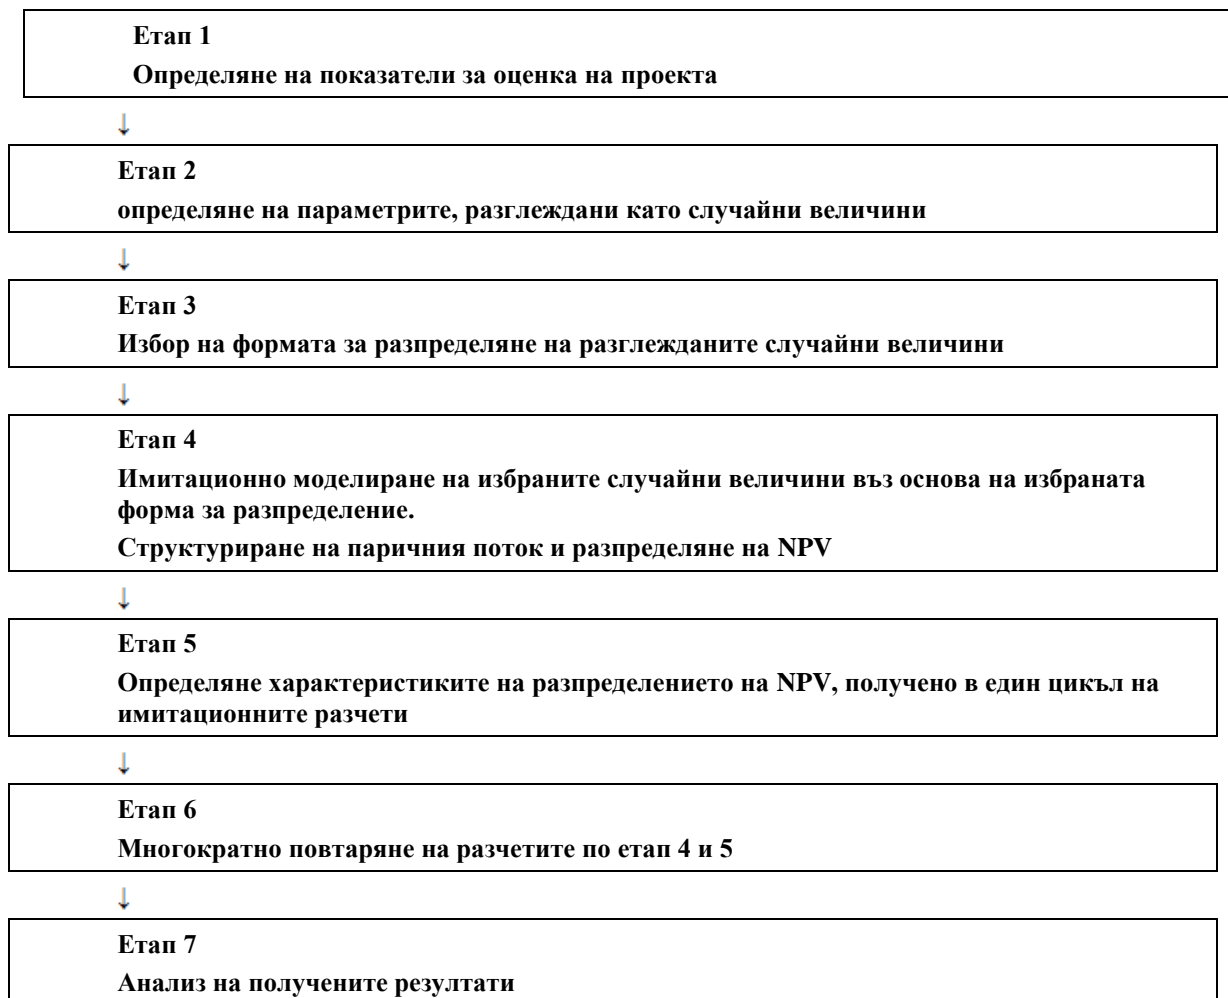 Етап 1
Определяне на показатели за оценка на проекта
↓
Етап 2
определяне на параметрите, разглеждани като случайни величини
↓
Етап 3
Избор на формата за разпределяне на разглежданите случайни величини
↓
Етап 4
Имитационно моделиране на избраните случайни величини въз основа на избраната
форма за разпределение.
Структуриране на паричния поток и разпределяне на NPV
↓
Етап 5
Определяне характеристиките на разпределението на NPV, получено в един цикъл на
имитационните разчети
↓
Етап 6
Многократно повтаряне на разчетите по етап 4 и 5
↓
Етап 7
Анализ на получените резултати